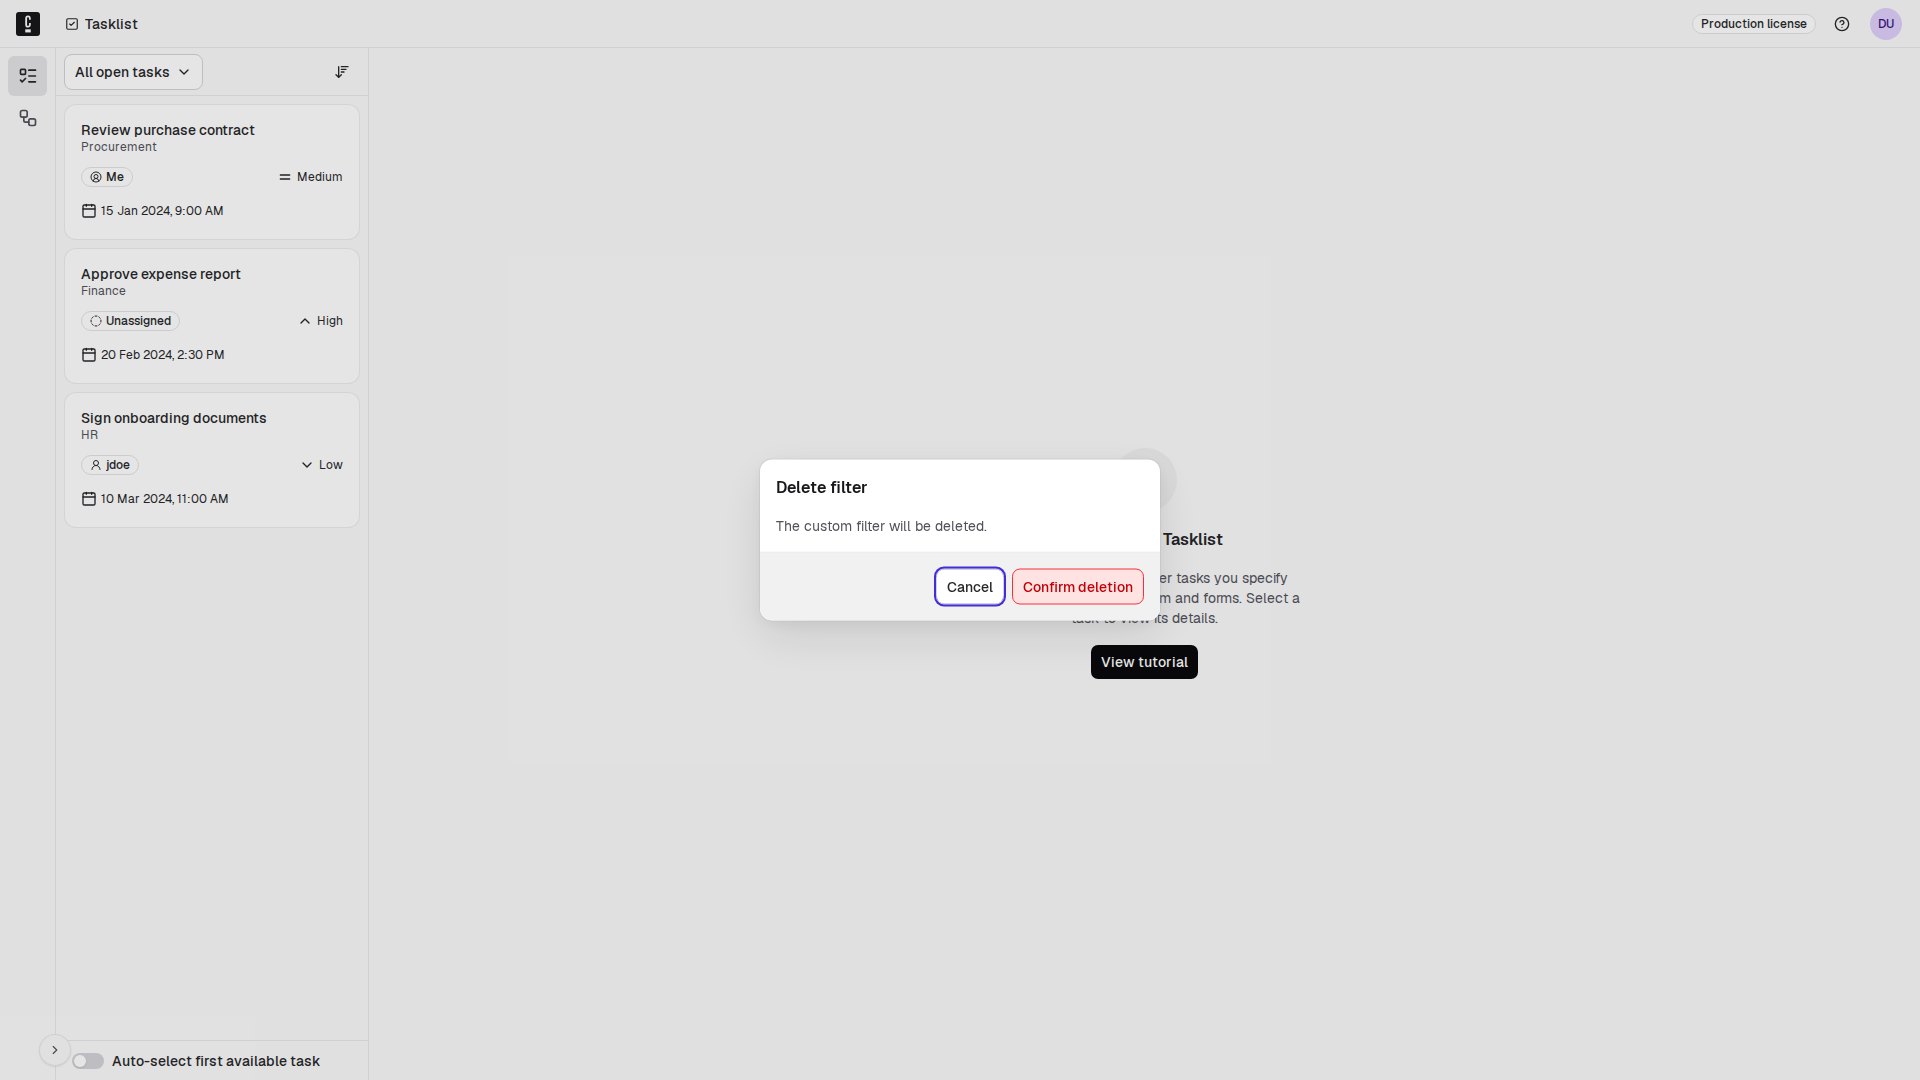 Tasklist
Production license
DU
All open tasks
Review purchase contract
Procurement
Me
Medium
15 Jan 2024, 9:00 AM
Approve expense report
Finance
Unassigned
High
20 Feb 2024, 2:30 PM
Sign onboarding documents
HR
jdoe
Low
10 Mar 2024, 11:00 AM
Delete filter
The custom filter will be deleted.
Cancel
Confirm deletion
Tasklist
tasks you specify
and forms. Select a
task to view its details.
View tutorial
Auto-select first available task